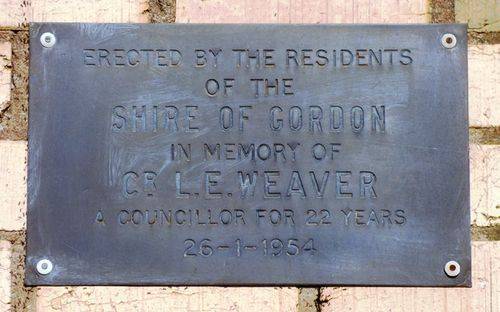 ERECTED BY THE RESIDENTS
OF THE
SHIRE OF GORDON
IN MEMORY OF
CR L.E. WEAVER
A COUNCILLOR FOR 22 YEARS
26-1-1954